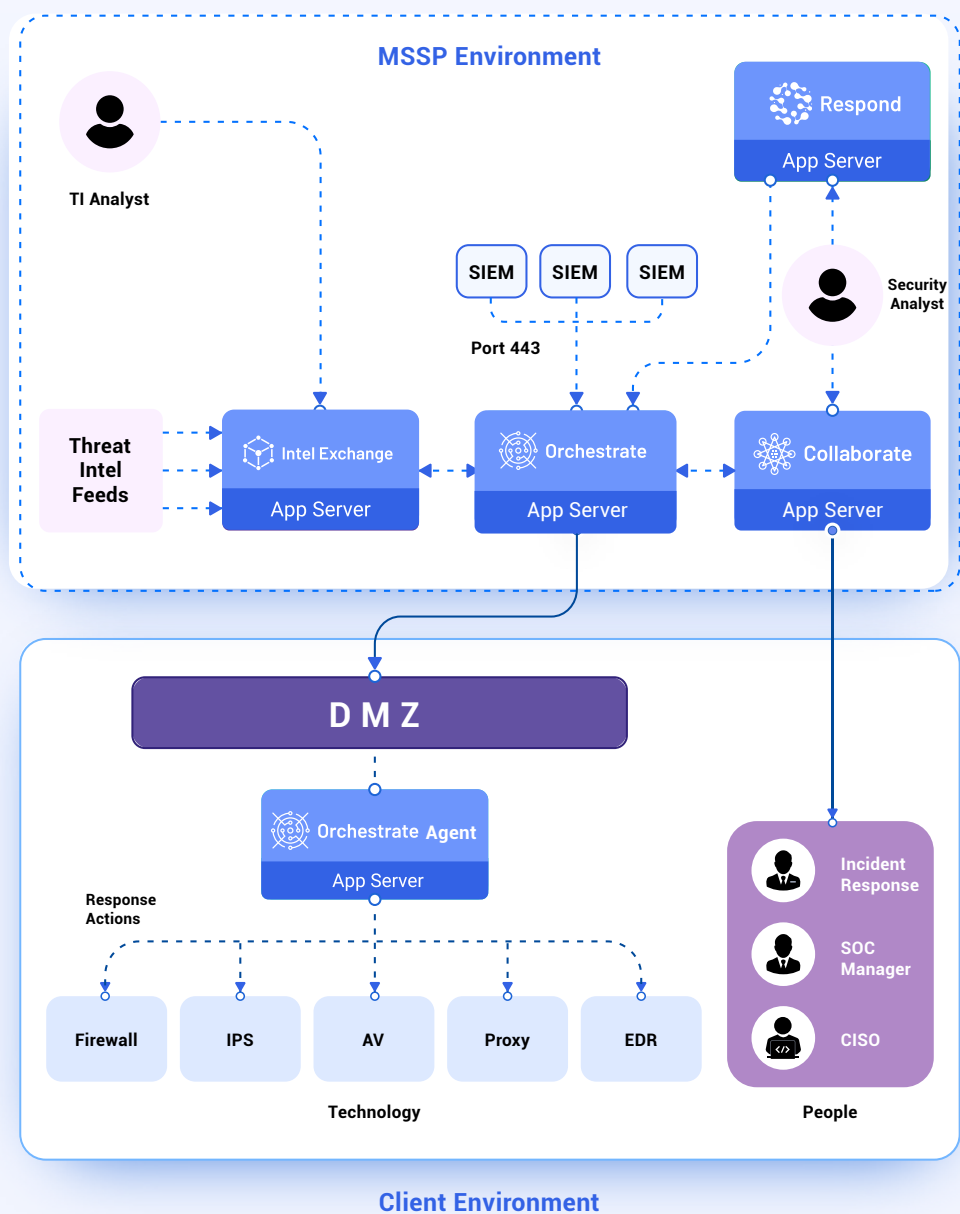 MSSP Environment
Respond
App Server
TI Analyst
SIEM
SIEM
SIEM
Security
Analyst
Port 443
Threat
Intel
Feeds
Intel Exchange
App Server
Orchestrate
App Server
Collaborate
App Server
DMZ
Orchestrate Agent
App Server
Response
Actions
Firewall
IPS
AV
Proxy
EDR
Technology
Incident
Response
SOC
Manager
CISO
People
Client Environment